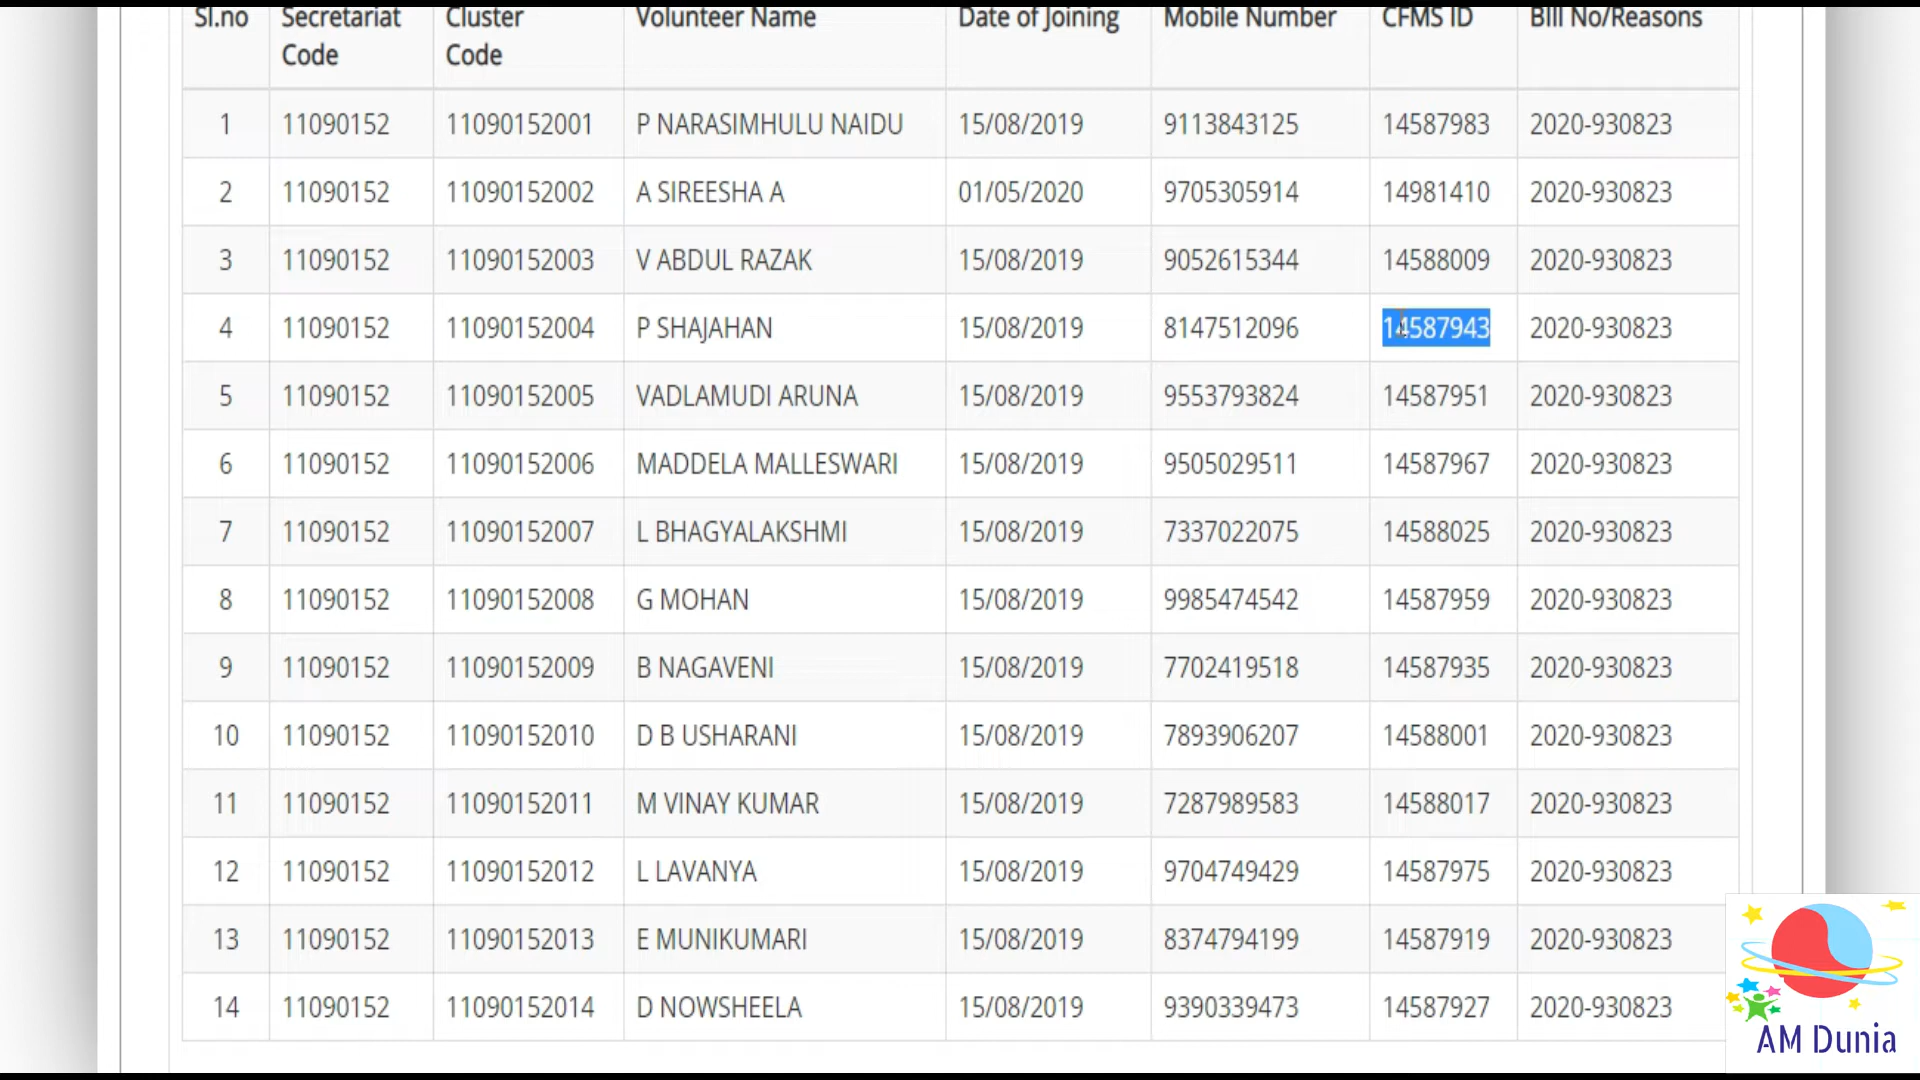 Sl.no Secretariat Code Cluster Code Volunteer Name Date of Joining Mobile Number CFMS ID Bill No/Reasons
1 11090152 11090152001 P NARASIMHULU NAIDU 15/08/2019 9113843125 14587983 2020-930823
2 11090152 11090152002 A SIREESHA A 01/05/2020 9705305914 14981410 2020-930823
3 11090152 11090152003 V ABDUL RAZAK 15/08/2019 9052615344 14588009 2020-930823
4 11090152 11090152004 P SHAJAHAN 15/08/2019 8147512096 14587943 2020-930823
5 11090152 11090152005 VADLAMUDI ARUNA 15/08/2019 9553793824 14587951 2020-930823
6 11090152 11090152006 MADDELA MALLESWARI 15/08/2019 9505029511 14587967 2020-930823
7 11090152 11090152007 L BHAGYALAKSHMI 15/08/2019 7337022075 14588025 2020-930823
8 11090152 11090152008 G MOHAN 15/08/2019 9985474542 14587959 2020-930823
9 11090152 11090152009 B NAGAVENI 15/08/2019 7702419518 14587935 2020-930823
10 11090152 11090152010 D B USHARANI 15/08/2019 7893906207 14588001 2020-930823
11 11090152 11090152011 M VINAY KUMAR 15/08/2019 7287989583 14588017 2020-930823
12 11090152 11090152012 L LAVANYA 15/08/2019 9704749429 14587975 2020-930823
13 11090152 11090152013 E MUNIKUMARI 15/08/2019 8374794199 14587919 2020-930823
14 11090152 11090152014 D NOWSHEELA 15/08/2019 9390339473 14587927 2020-930823
AM Dunia